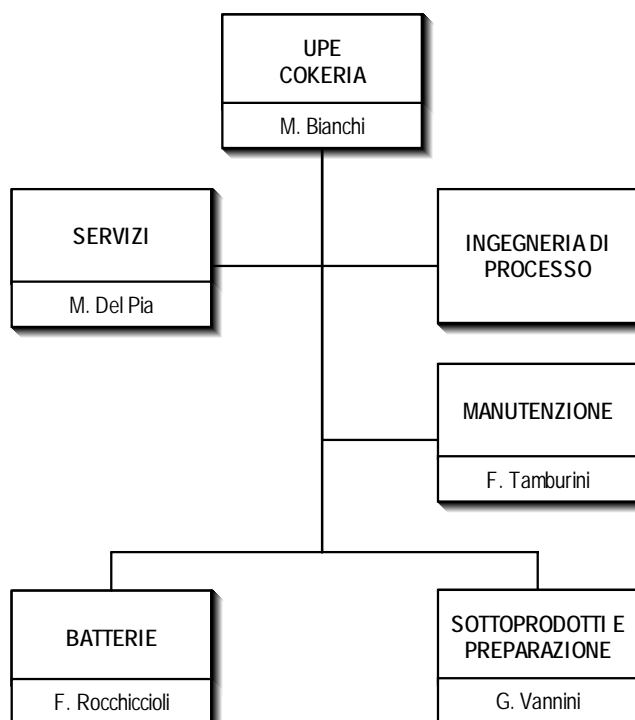 UPE
COKERIA
M. Bianchi
SERVIZI
M. Del Pia
INGEGNERIA DI
PROCESSO
MANUTENZIONE
F. Tamburini
BATTERIE
F. Rocchiccioli
SOTTOPRODOTTI E
PREPARAZIONE
G. Vannini